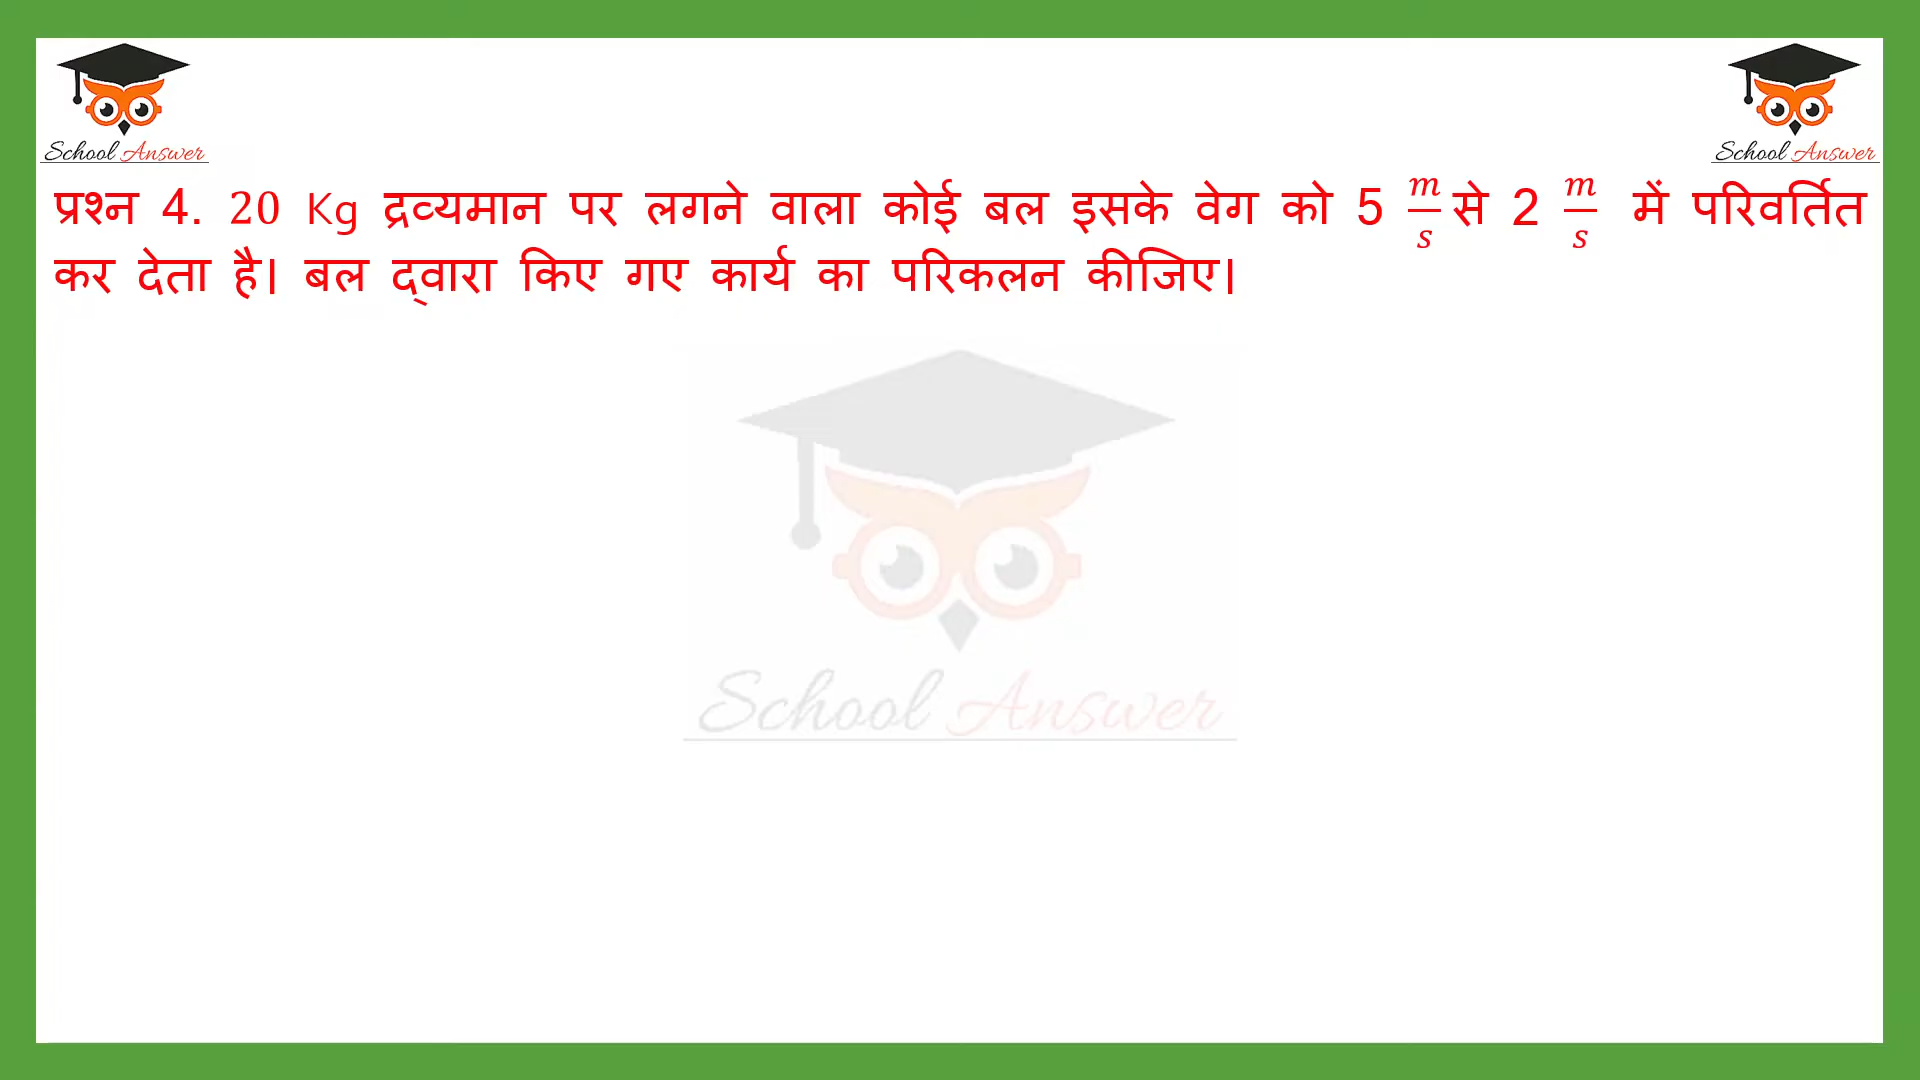 School Answer
School Answer
प्रश्न 4. 20 Kg द्रव्यमान पर लगने वाला कोई बल इसके वेग को 5 m/s से 2 m/s में परिवर्तित
कर देता है। बल द्वारा किए गए कार्य का परिकलन कीजिए।
School Answer